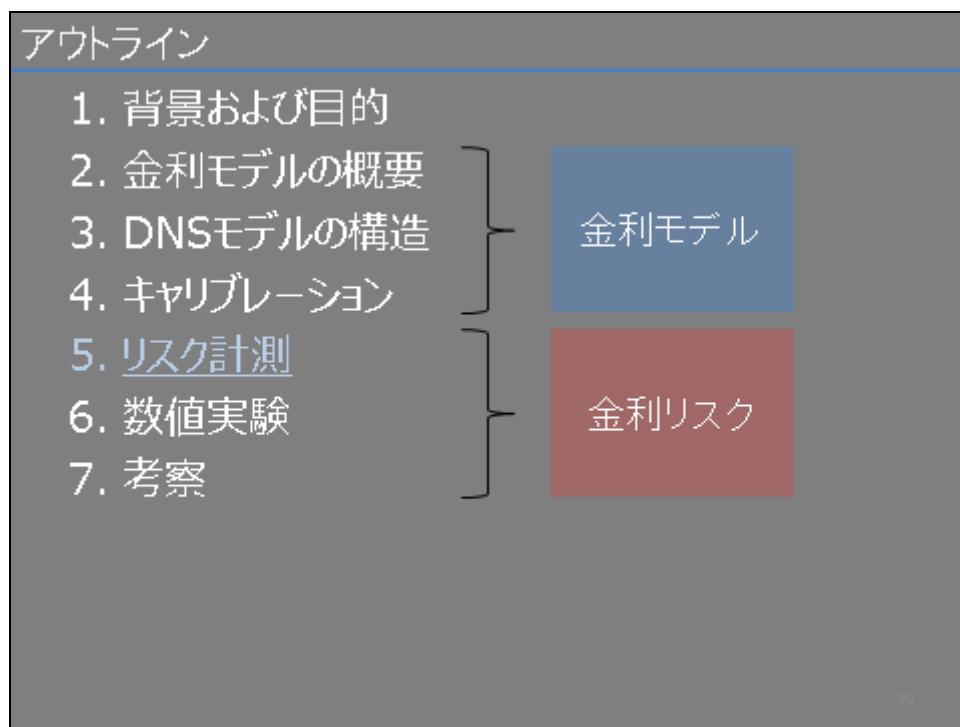 アウトライン
1. 背景および目的
2. 金利モデルの概要
3. DNSモデルの構造
4. キャリブレーション
金利モデル
5. リスク計測
6. 数値実験
7. 考察
金利リスク
20